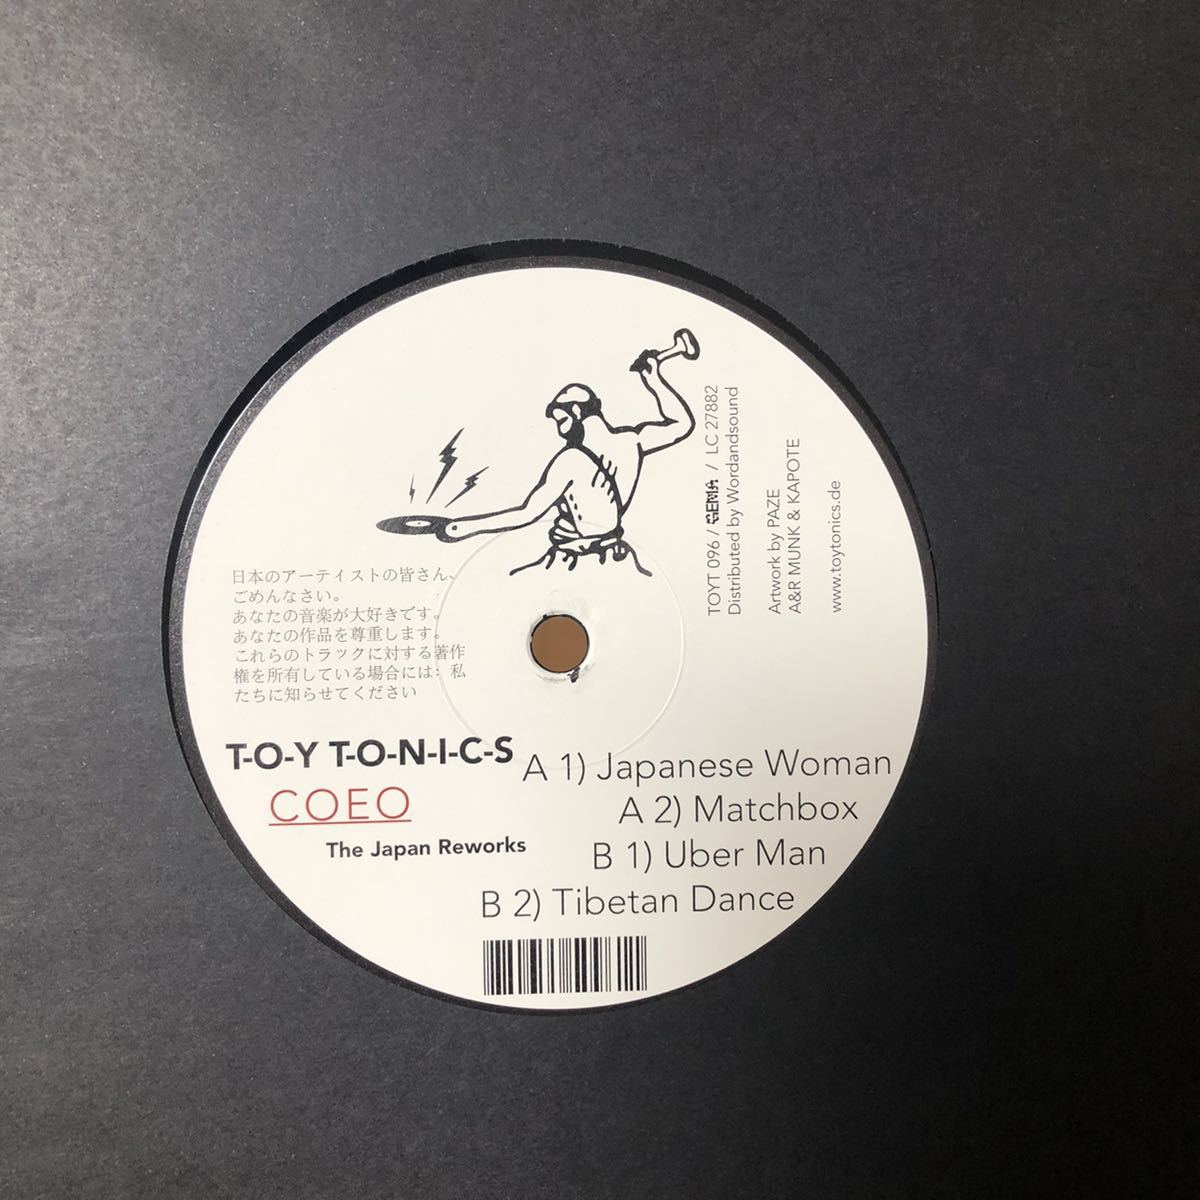 TOYT 096 / GEMA / LC 27882
Distributed by Wordandsound
Artwork by PAZE
A&R MUNK & KAPOTE
www.toytonics.de
日本のアーティストの皆さん、
ごめんなさい。
あなたの音楽が大好きです。
あなたの作品を尊重します。
これらのトラックに対する著作
権を所有している場合には: 私
たちに知らせてください
T-O-Y T-O-N-I-C-S
COEO
The Japan Reworks
A 1) Japanese Woman
A 2) Matchbox
B 1) Uber Man
B 2) Tibetan Dance